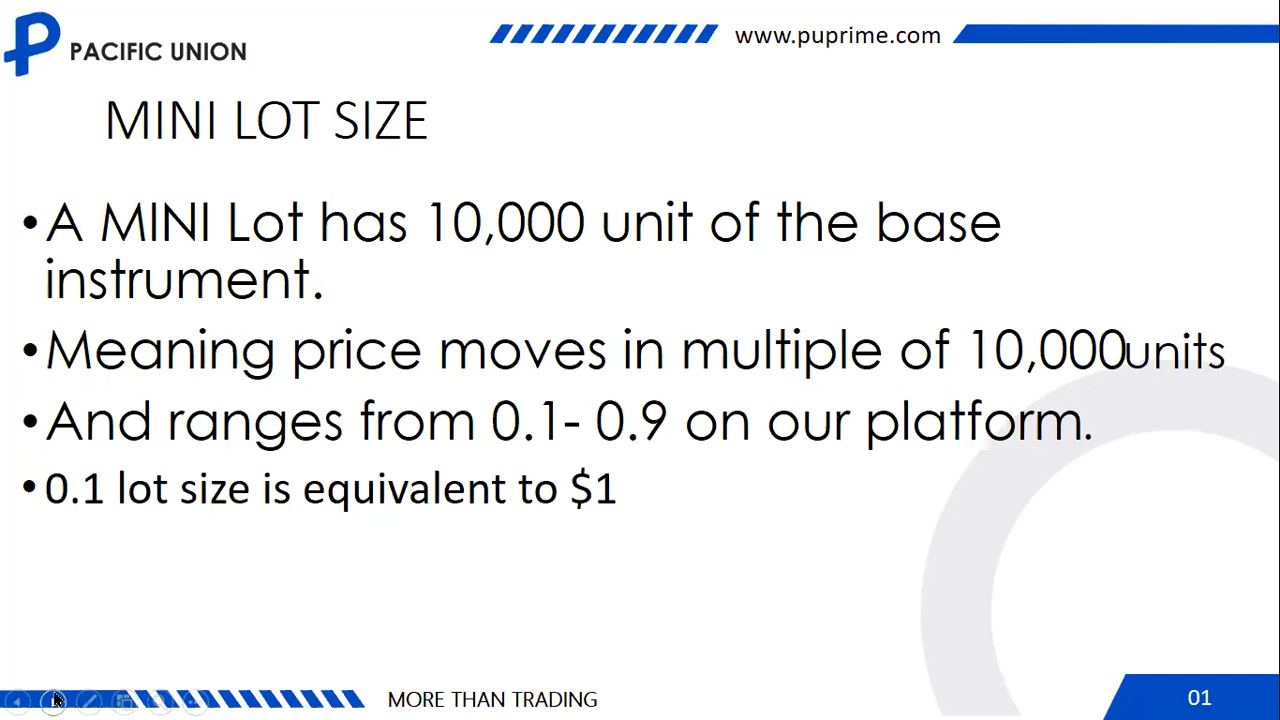 PACIFIC UNION
www.puprime.com
MINI LOT SIZE
•A MINI Lot has 10,000 unit of the base
instrument.
•Meaning price moves in multiple of 10,000units
•And ranges from 0.1- 0.9 on our platform.
•0.1 lot size is equivalent to $1
MORE THAN TRADING
01